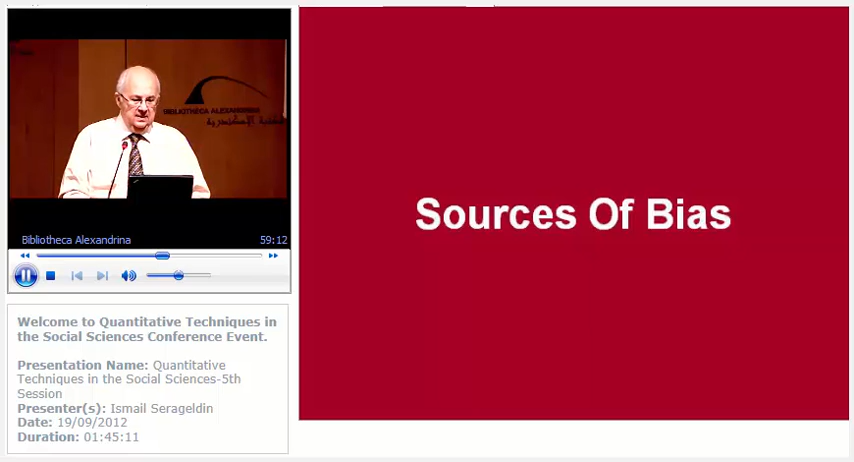 BIBLIOTHECA ALEXANDRINA
مكتبة الإسكندرية
Bibliotheca Alexandrina
59:12
Welcome to Quantitative Techniques in
the Social Sciences Conference Event.
Presentation Name: Quantitative
Techniques in the Social Sciences-5th
Session
Presenter(s): Ismail Serageldin
Date: 19/09/2012
Duration: 01:45:11
Sources Of Bias